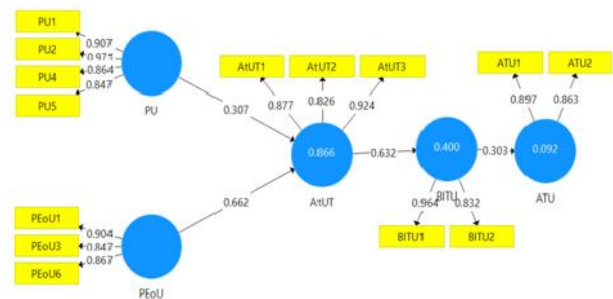 PU1
PU2
PU4
PU5
0.907
0.971
0.864
0.847
PU
0.307
AtUT1
AtUT2
AtUT3
0.877
0.826
0.924
0.866
AtUT
0.632
ATU1
ATU2
0.897
0.863
0.400
BITU
0.303
0.092
ATU
0.964
0.832
BITU1
BITU2
0.662
PEoU1
PEoU3
PEoU6
0.904
0.847
0.867
PEoU